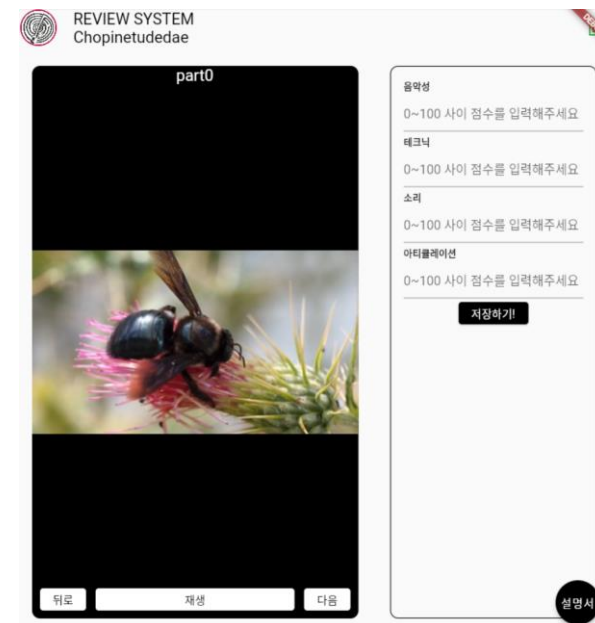 REVIEW SYSTEM
Chopinetudedae
part0
뒤로
재생
다음
음악성
0~100 사이 점수를 입력해주세요
테크닉
0~100 사이 점수를 입력해주세요
소리
0~100 사이 점수를 입력해주세요
아티큘레이션
0~100 사이 점수를 입력해주세요
저장하기!
설명서